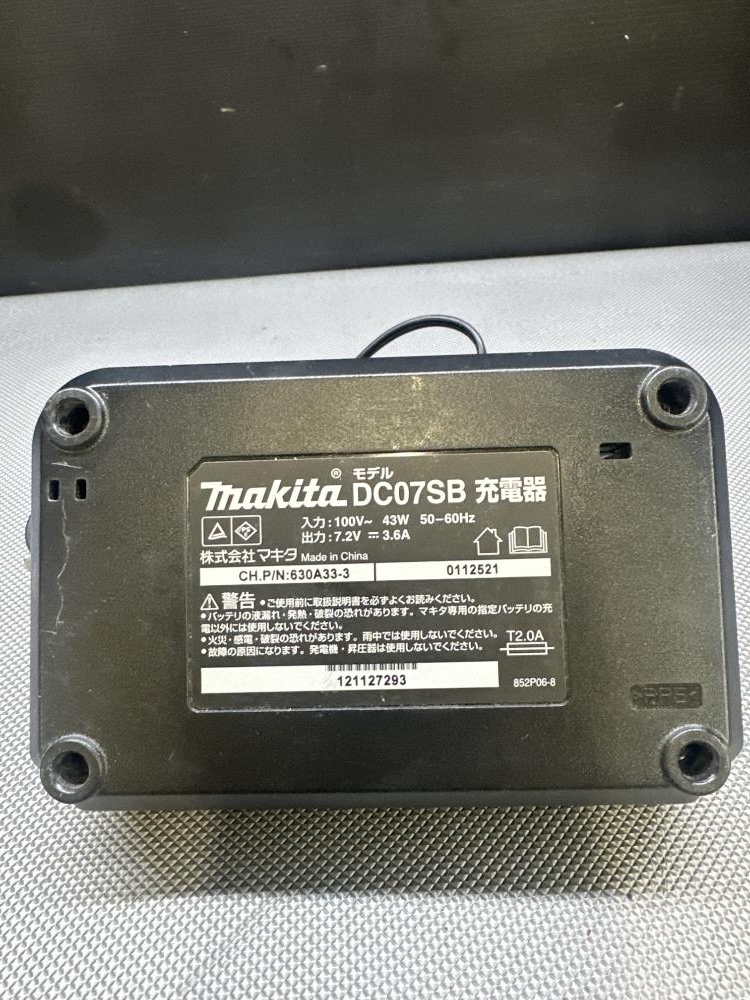 makita® モデル DC07SB 充電器
入力:100V~ 43W 50-60Hz
出力:7.2V ⎓ 3.6A
PS
株式会社マキタ Made in China
CH.P/N:630A33-3 0112521
⚠警告 ●ご使用前に取扱説明書を必ずよくお読みください。
●バッテリの液漏れ・発熱・破裂の恐れがあります。マキタ専用の指定バッテリの充
電以外には使用しないでください。
●火災・感電・破裂の恐れがあります。雨中では使用しないでください。
●故障の原因になります。発電機・昇圧器は使用しないでください。
T2.0A
121127293
852P06-8